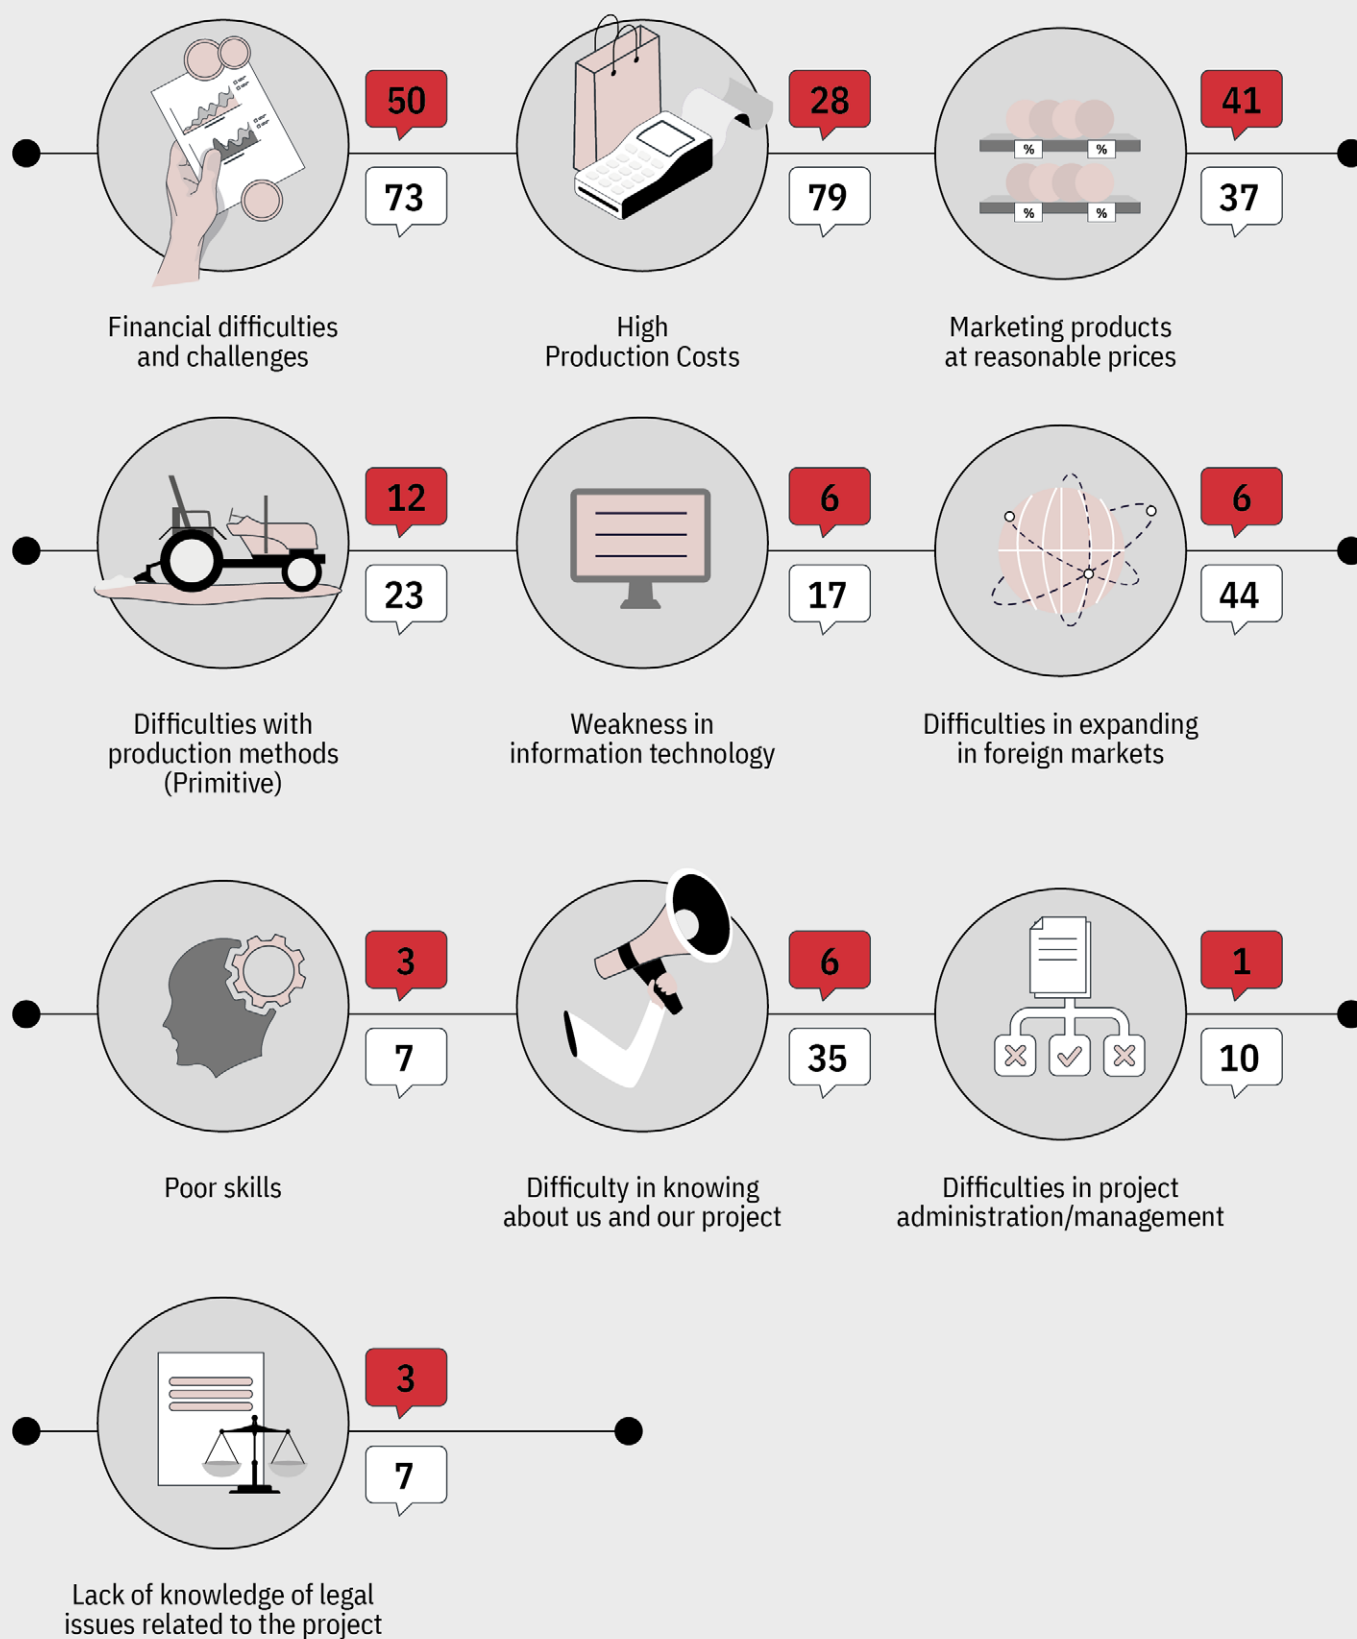 50
73
28
79
41
37
%
%
%
%
Financial difficulties
and challenges
High
Production Costs
Marketing products
at reasonable prices
12
23
6
17
6
44
Difficulties with
production methods
(Primitive)
Weakness in
information technology
Difficulties in expanding
in foreign markets
3
7
6
35
1
10
Poor skills
Difficulty in knowing
about us and our project
Difficulties in project
administration/management
3
7
Lack of knowledge of legal
issues related to the project